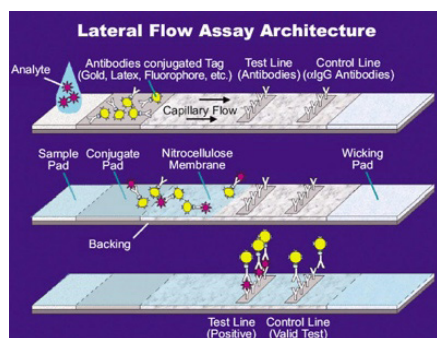 Lateral Flow Assay Architecture
Analyte
Antibodies conjugated Tag
(Gold, Latex, Fluorophore, etc.)
Test Line
(Antibodies)
Control Line
(αIgG Antibodies)
Capillary Flow
Sample
Pad
Conjugate
Pad
Nitrocellulose
Membrane
Wicking
Pad
Backing
Test Line
(Positive)
Control Line
(Valid Test)